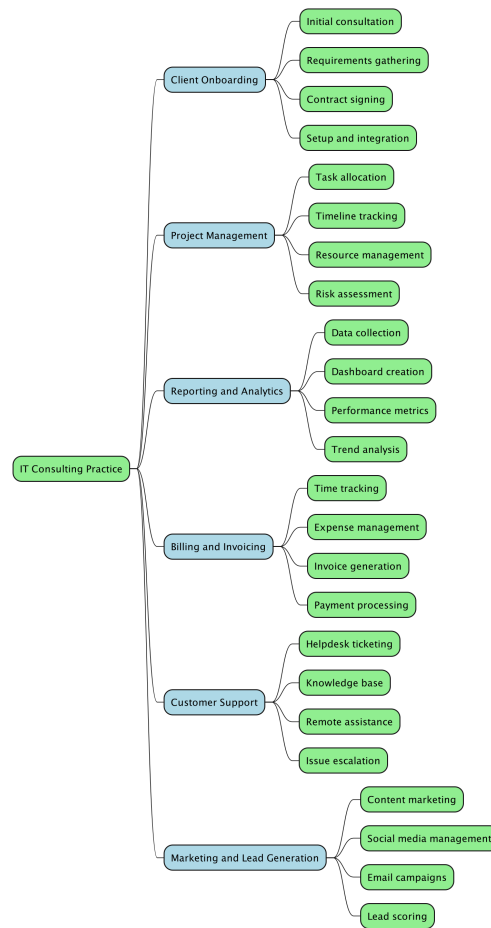 Initial consultation
Requirements gathering
Client Onboarding
Contract signing
Setup and integration
Task allocation
Timeline tracking
Project Management
Resource management
Risk assessment
Data collection
Dashboard creation
Reporting and Analytics
Performance metrics
Trend analysis
IT Consulting Practice
Time tracking
Expense management
Billing and Invoicing
Invoice generation
Payment processing
Helpdesk ticketing
Knowledge base
Customer Support
Remote assistance
Issue escalation
Content marketing
Social media management
Marketing and Lead Generation
Email campaigns
Lead scoring